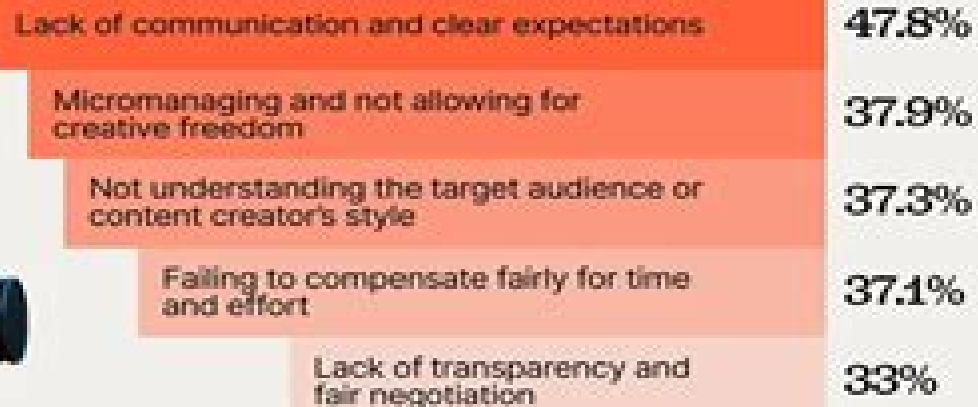 Lack of communication and clear expectations 47.8%
Micromanaging and not allowing for
creative freedom 37.9%
Not understanding the target audience or
content creator's style 37.3%
Failing to compensate fairly for time
and effort 37.1%
Lack of transparency and
fair negotiation 33%